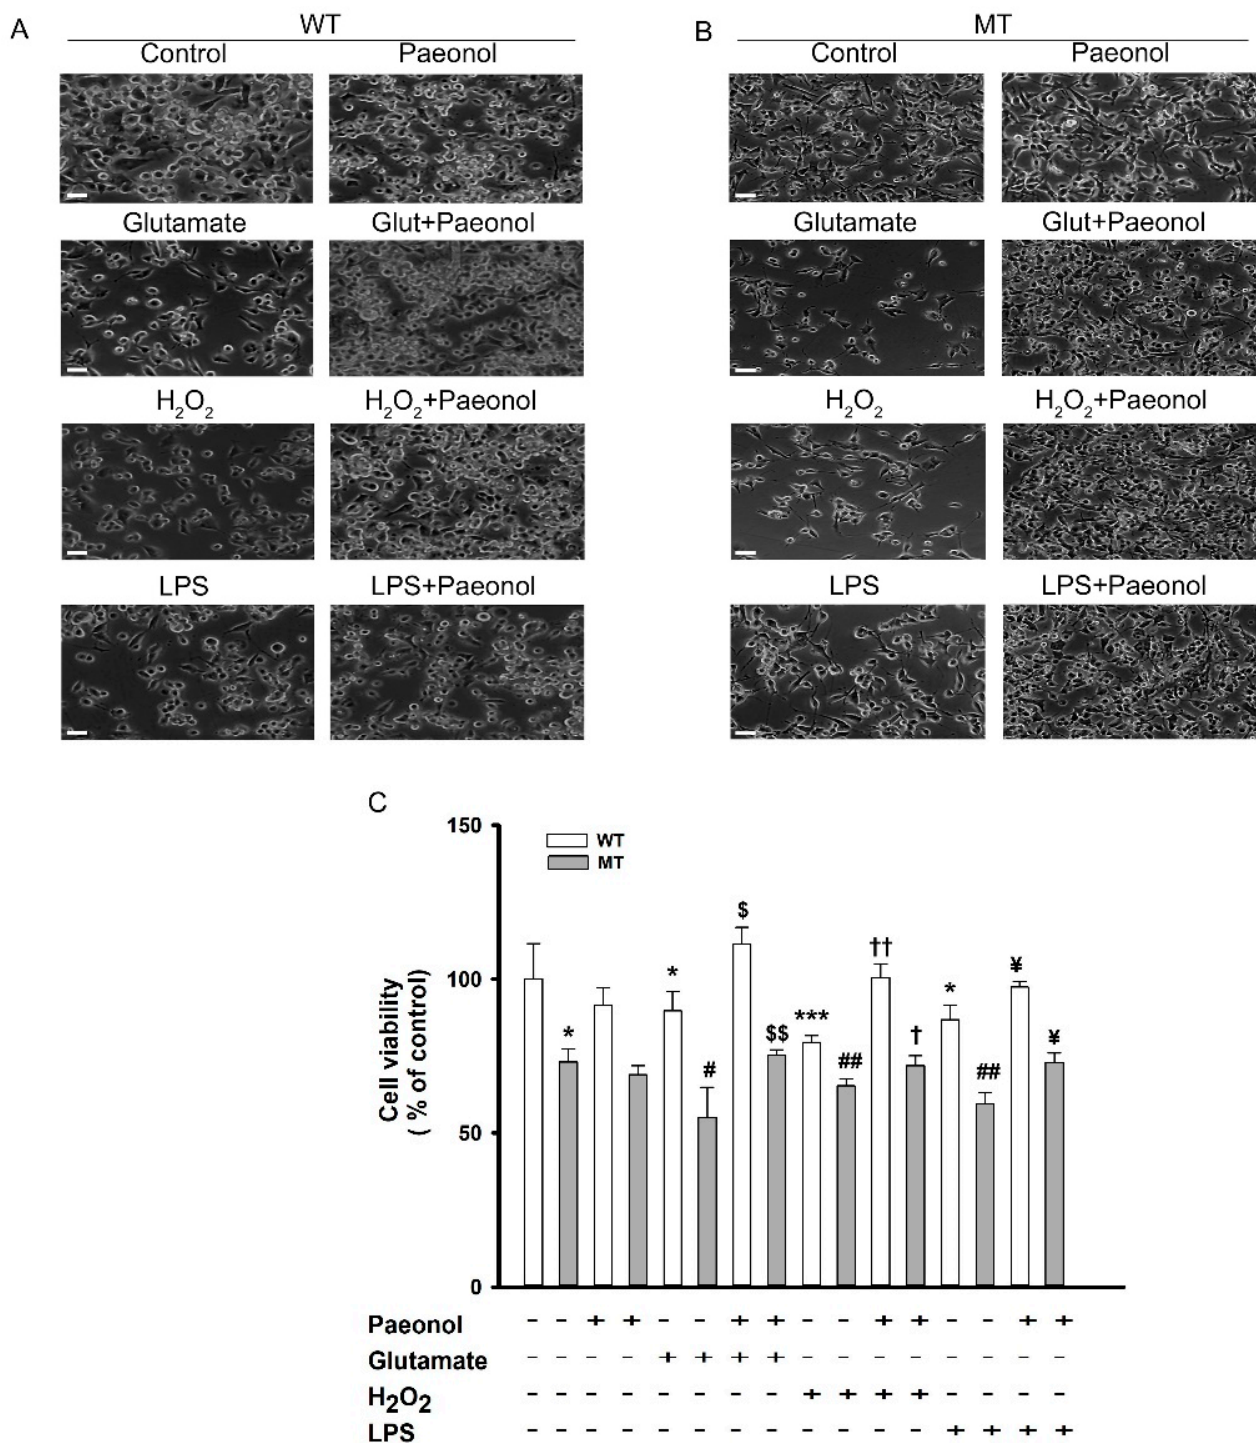 A WT B MT
Control Paeonol Control Paeonol
Glutamate Glut+Paeonol Glutamate Glut+Paeonol
H₂O₂ H₂O₂+Paeonol H₂O₂ H₂O₂+Paeonol
LPS LPS+Paeonol LPS LPS+Paeonol
C
150
WT
MT
100
50
0
Cell viability
( % of control)
* * # $ $$ *** ## †† † * ## ¥ ¥
Paeonol - - + + - - + + - - + + - - + +
Glutamate - - - - + + + + - - - - - - - -
H₂O₂ - - - - - - - - + + + + - - - -
LPS - - - - - - - - - - - - + + + +